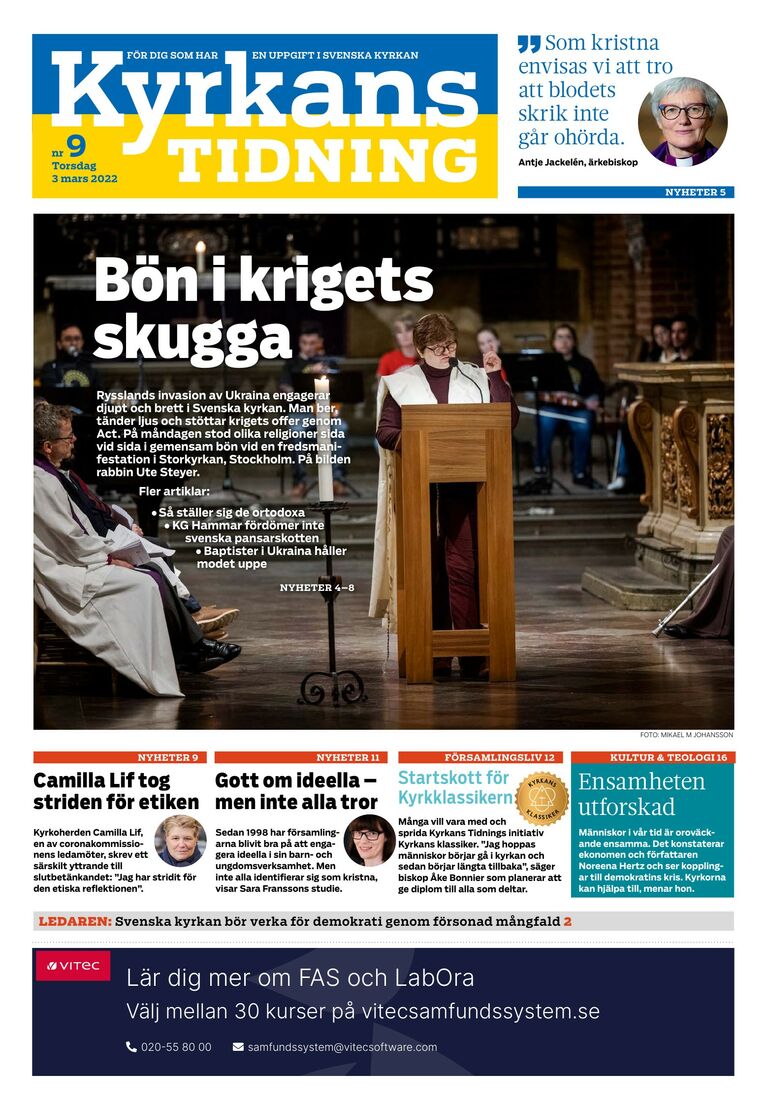 FÖR DIG SOM HAR EN UPPGIFT I SVENSKA KYRKAN
Kyrkans
TIDNING
nr 9
Torsdag
3 mars 2022
Som kristna
envisas vi att tro
att blodets
skrik inte
går ohörda.
Antje Jackelén, ärkebiskop
NYHETER 5
Bön i krigets
skugga
Rysslands invasion av Ukraina engagerar
djupt och brett i Svenska kyrkan. Man ber,
tänder ljus och stöttar krigets offer genom
Act. På måndagen stod olika religioner sida
vid sida i gemensam bön vid en fredsmani-
festation i Storkyrkan, Stockholm. På bilden
rabbin Ute Steyer.
Fler artiklar:
• Så ställer sig de ortodoxa
• KG Hammar fördömer inte
svenska pansarskotten
• Baptister i Ukraina håller
modet uppe
NYHETER 4–8
FOTO: MIKAEL M JOHANSSON
NYHETER 9
Camilla Lif tog
striden för etiken
Kyrkoherden Camilla Lif,
en av coronakommissio-
nens ledamöter, skrev ett
särskilt yttrande till
slutbetänkandet: ”Jag har stridit för
den etiska reflektionen”.
NYHETER 11
Gott om ideella –
men inte alla tror
Sedan 1998 har församling-
arna blivit bra på att enga-
gera ideella i sin barn- och
ungdomsverksamhet. Men
inte alla identifierar sig som kristna,
visar Sara Franssons studie.
FÖRSAMLINGSLIV 12
Startskott för
Kyrkklassikern
KYRKANS
KLASSIKER
Många vill vara med och
sprida Kyrkans Tidnings initiativ
Kyrkans klassiker. ”Jag hoppas
människor börjar gå i kyrkan och
sedan börjar längta tillbaka”, säger
biskop Åke Bonnier som planerar att
ge diplom till alla som deltar.
KULTUR & TEOLOGI 16
Ensamheten
utforskad
Människor i vår tid är oroväck-
ande ensamma. Det konstaterar
ekonomen och författaren
Noreena Hertz och ser koppling-
ar till demokratins kris. Kyrkorna
kan hjälpa till, menar hon.
LEDAREN: Svenska kyrkan bör verka för demokrati genom försonad mångfald 2
VITEC
Lär dig mer om FAS och LabOra
Välj mellan 30 kurser på vitecsamfundssystem.se
020-55 80 00 samfundssystem@vitecsoftware.com